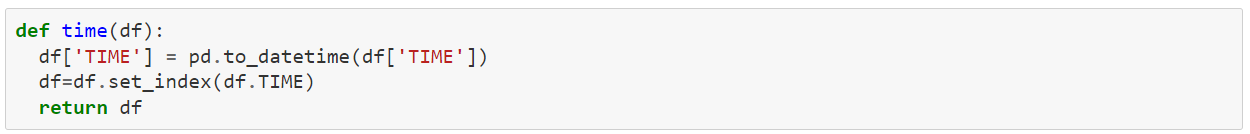 def time(df):
  df['TIME'] = pd.to_datetime(df['TIME'])
  df=df.set_index(df.TIME)
  return df